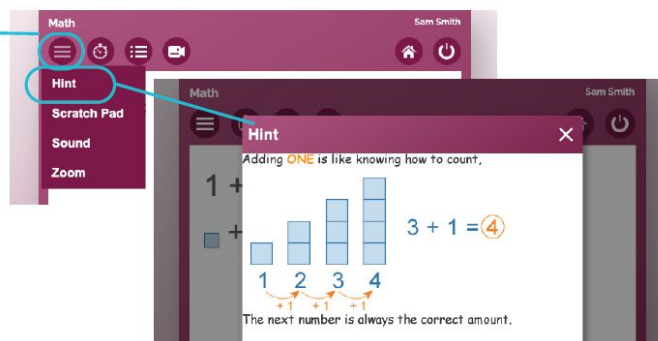 Math
Sam Smith
Hint
Scratch Pad
Sound
Zoom
Math
Sam Smith
Hint
1 +
+
Adding ONE is like knowing how to count,
3 + 1 = 4
1 2 3 4
+ 1 + 1 + 1
The next number is always the correct amount.